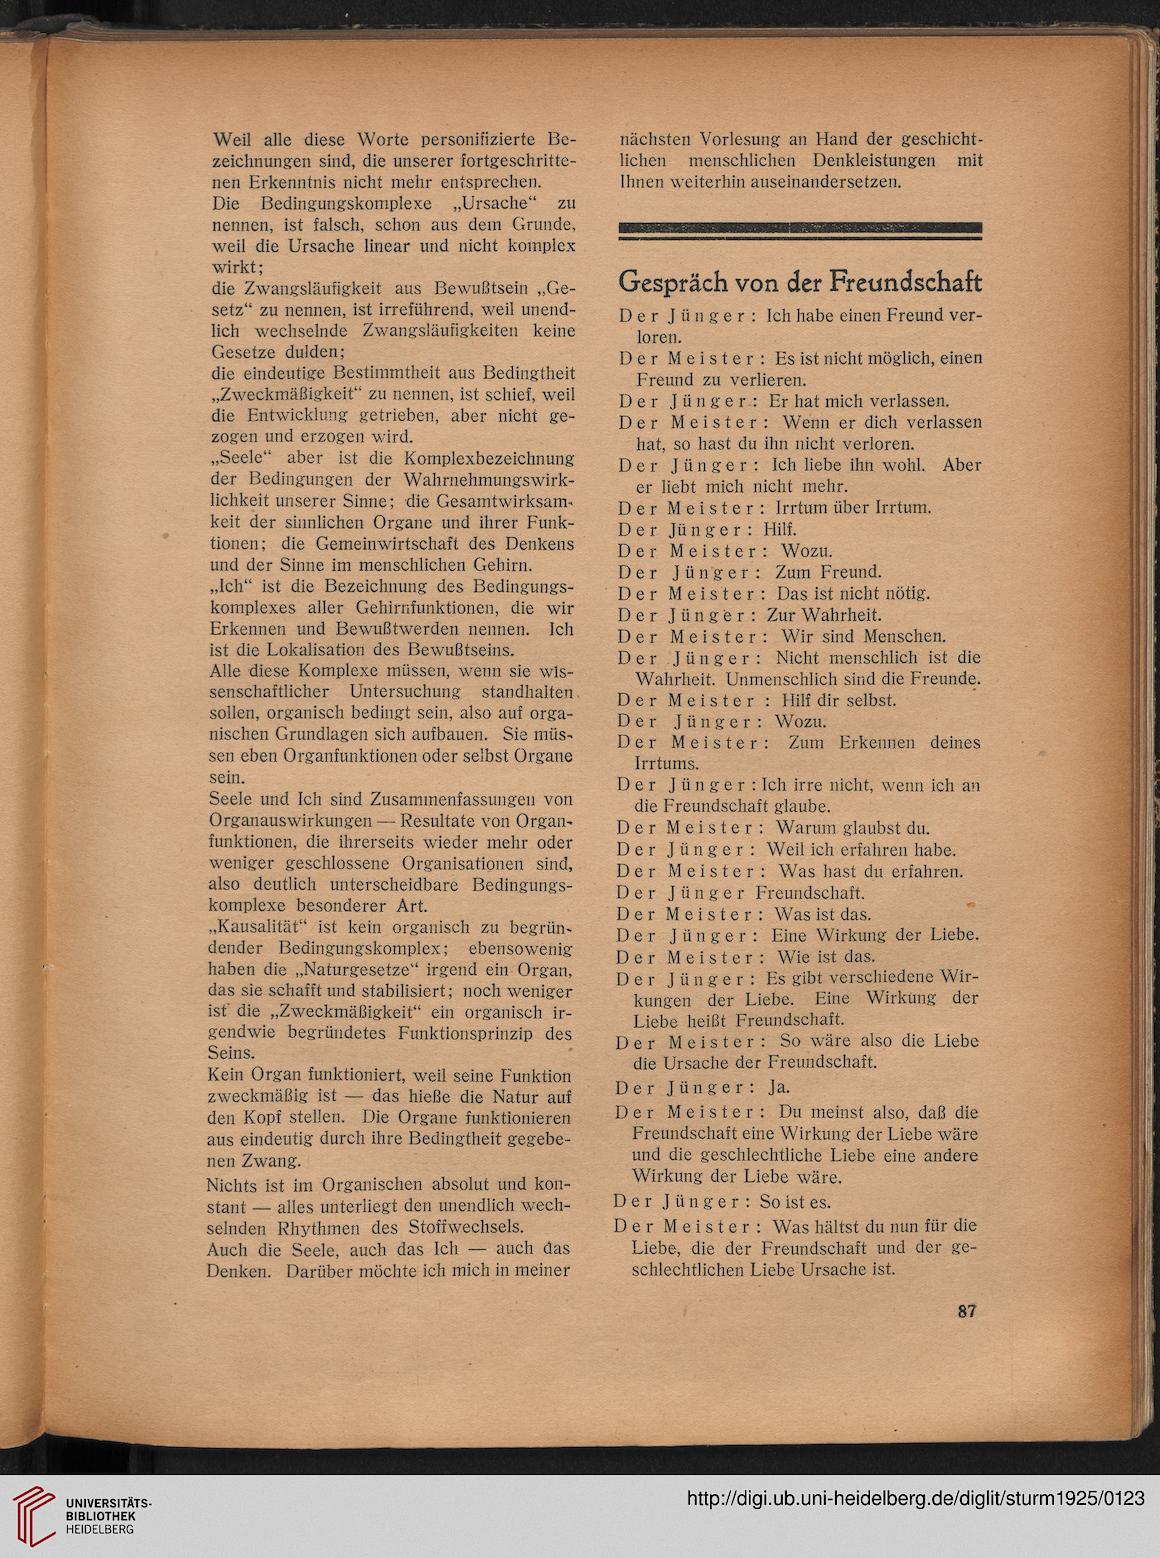 Weil alle diese Worte personifizierte Be-
zeichnungen sind, die unserer fortgeschritte-
nen Erkenntnis nicht mehr entsprechen.
Die Bedingungskomplexe „Ursache“ zu
nennen, ist falsch, schon aus dem Grunde,
weil die Ursache linear und nicht komplex
wirkt;
die Zwangsläufigkeit aus Bewußtsein „Ge-
setz“ zu nennen, ist irreführend, weil unend-
lich wechselnde Zwangsläufigkeiten keine
Gesetze dulden;
die eindeutige Bestimmtheit aus Bedingtheit
„Zweckmäßigkeit“ zu nennen, ist schief, weil
die Entwicklung getrieben, aber nicht ge-
zogen und erzogen wird.
„Seele“ aber ist die Komplexbezeichnung
der Bedingungen der Wahrnehmungswirk-
lichkeit unserer Sinne; die Gesamtwirksam-
keit der sinnlichen Organe und ihrer Funk-
tionen; die Gemeinwirtschaft des Denkens
und der Sinne im menschlichen Gehirn.
„Ich“ ist die Bezeichnung des Bedingungs-
komplexes aller Gehirnfunktionen, die wir
Erkennen und Bewußtwerden nennen. Ich
ist die Lokalisation des Bewußtseins.
Alle diese Komplexe müssen, wenn sie wis-
senschaftlicher Untersuchung standhalten
sollen, organisch bedingt sein, also auf orga-
nischen Grundlagen sich aufbauen. Sie müs-
sen eben Organfunktionen oder selbst Organe
sein.
Seele und Ich sind Zusammenfassungen von
Organauswirkungen — Resultate von Organ-
funktionen, die ihrerseits wieder mehr oder
weniger geschlossene Organisationen sind,
also deutlich unterscheidbare Bedingungs-
komplexe besonderer Art.
„Kausalität“ ist kein organisch zu begrün-
dender Bedingungskomplex; ebensowenig
haben die „Naturgesetze“ irgend ein Organ,
das sie schafft und stabilisiert; noch weniger
ist die „Zweckmäßigkeit“ ein organisch ir-
gendwie begründetes Funktionsprinzip des
Seins.
Kein Organ funktioniert, weil seine Funktion
zweckmäßig ist — das hieße die Natur auf
den Kopf stellen. Die Organe funktionieren
aus eindeutig durch ihre Bedingtheit gegebe-
nen Zwang.
Nichts ist im Organischen absolut und kon-
stant — alles unterliegt den unendlich wech-
selnden Rhythmen des Stoffwechsels.
Auch die Seele, auch das Ich — auch das
Denken. Darüber möchte ich mich in meiner
nächsten Vorlesung an Hand der geschicht-
lichen menschlichen Denkleistungen mit
Ihnen weiterhin auseinandersetzen.
Gespräch von der Freundschaft
Der Jünger: Ich habe einen Freund ver-
loren.
Der Meister: Es ist nicht möglich, einen
Freund zu verlieren.
Der Jünger: Er hat mich verlassen.
Der Meister: Wenn er dich verlassen
hat, so hast du ihn nicht verloren.
Der Jünger: Ich liebe ihn wohl. Aber
er liebt mich nicht mehr.
Der Meister: Irrtum über Irrtum.
Der Jünger: Hilf.
Der Meister: Wozu.
Der Jünger: Zum Freund.
Der Meister: Das ist nicht nötig.
Der Jünger: Zur Wahrheit.
Der Meister: Wir sind Menschen.
Der Jünger: Nicht menschlich ist die
Wahrheit. Unmenschlich sind die Freunde.
Der Meister : Hilf dir selbst.
Der Jünger: Wozu.
Der Meister: Zum Erkennen deines
Irrtums.
Der Jünger: Ich irre nicht, wenn ich an
die Freundschaft glaube.
Der Meister: Warum glaubst du.
Der Jünger: Weil ich erfahren habe.
Der Meister: Was hast du erfahren.
Der Jünger Freundschaft.
Der Meister: Was ist das.
Der Jünger: Eine Wirkung der Liebe.
Der Meister: Wie ist das.
Der Jünger: Es gibt verschiedene Wir-
kungen der Liebe. Eine Wirkung der
Liebe heißt Freundschaft.
Der Meister: So wäre also die Liebe
die Ursache der Freundschaft.
Der Jünger: Ja.
Der Meister: Du meinst also, daß die
Freundschaft eine Wirkung der Liebe wäre
und die geschlechtliche Liebe eine andere
Wirkung der Liebe wäre.
Der Jünger: So ist es.
Der Meister: Was hältst du nun für die
Liebe, die der Freundschaft und der ge-
schlechtlichen Liebe Ursache ist.
87
UNIVERSITÄTS-
BIBLIOTHEK
HEIDELBERG
http://digi.ub.uni-heidelberg.de/diglit/sturm1925/0123